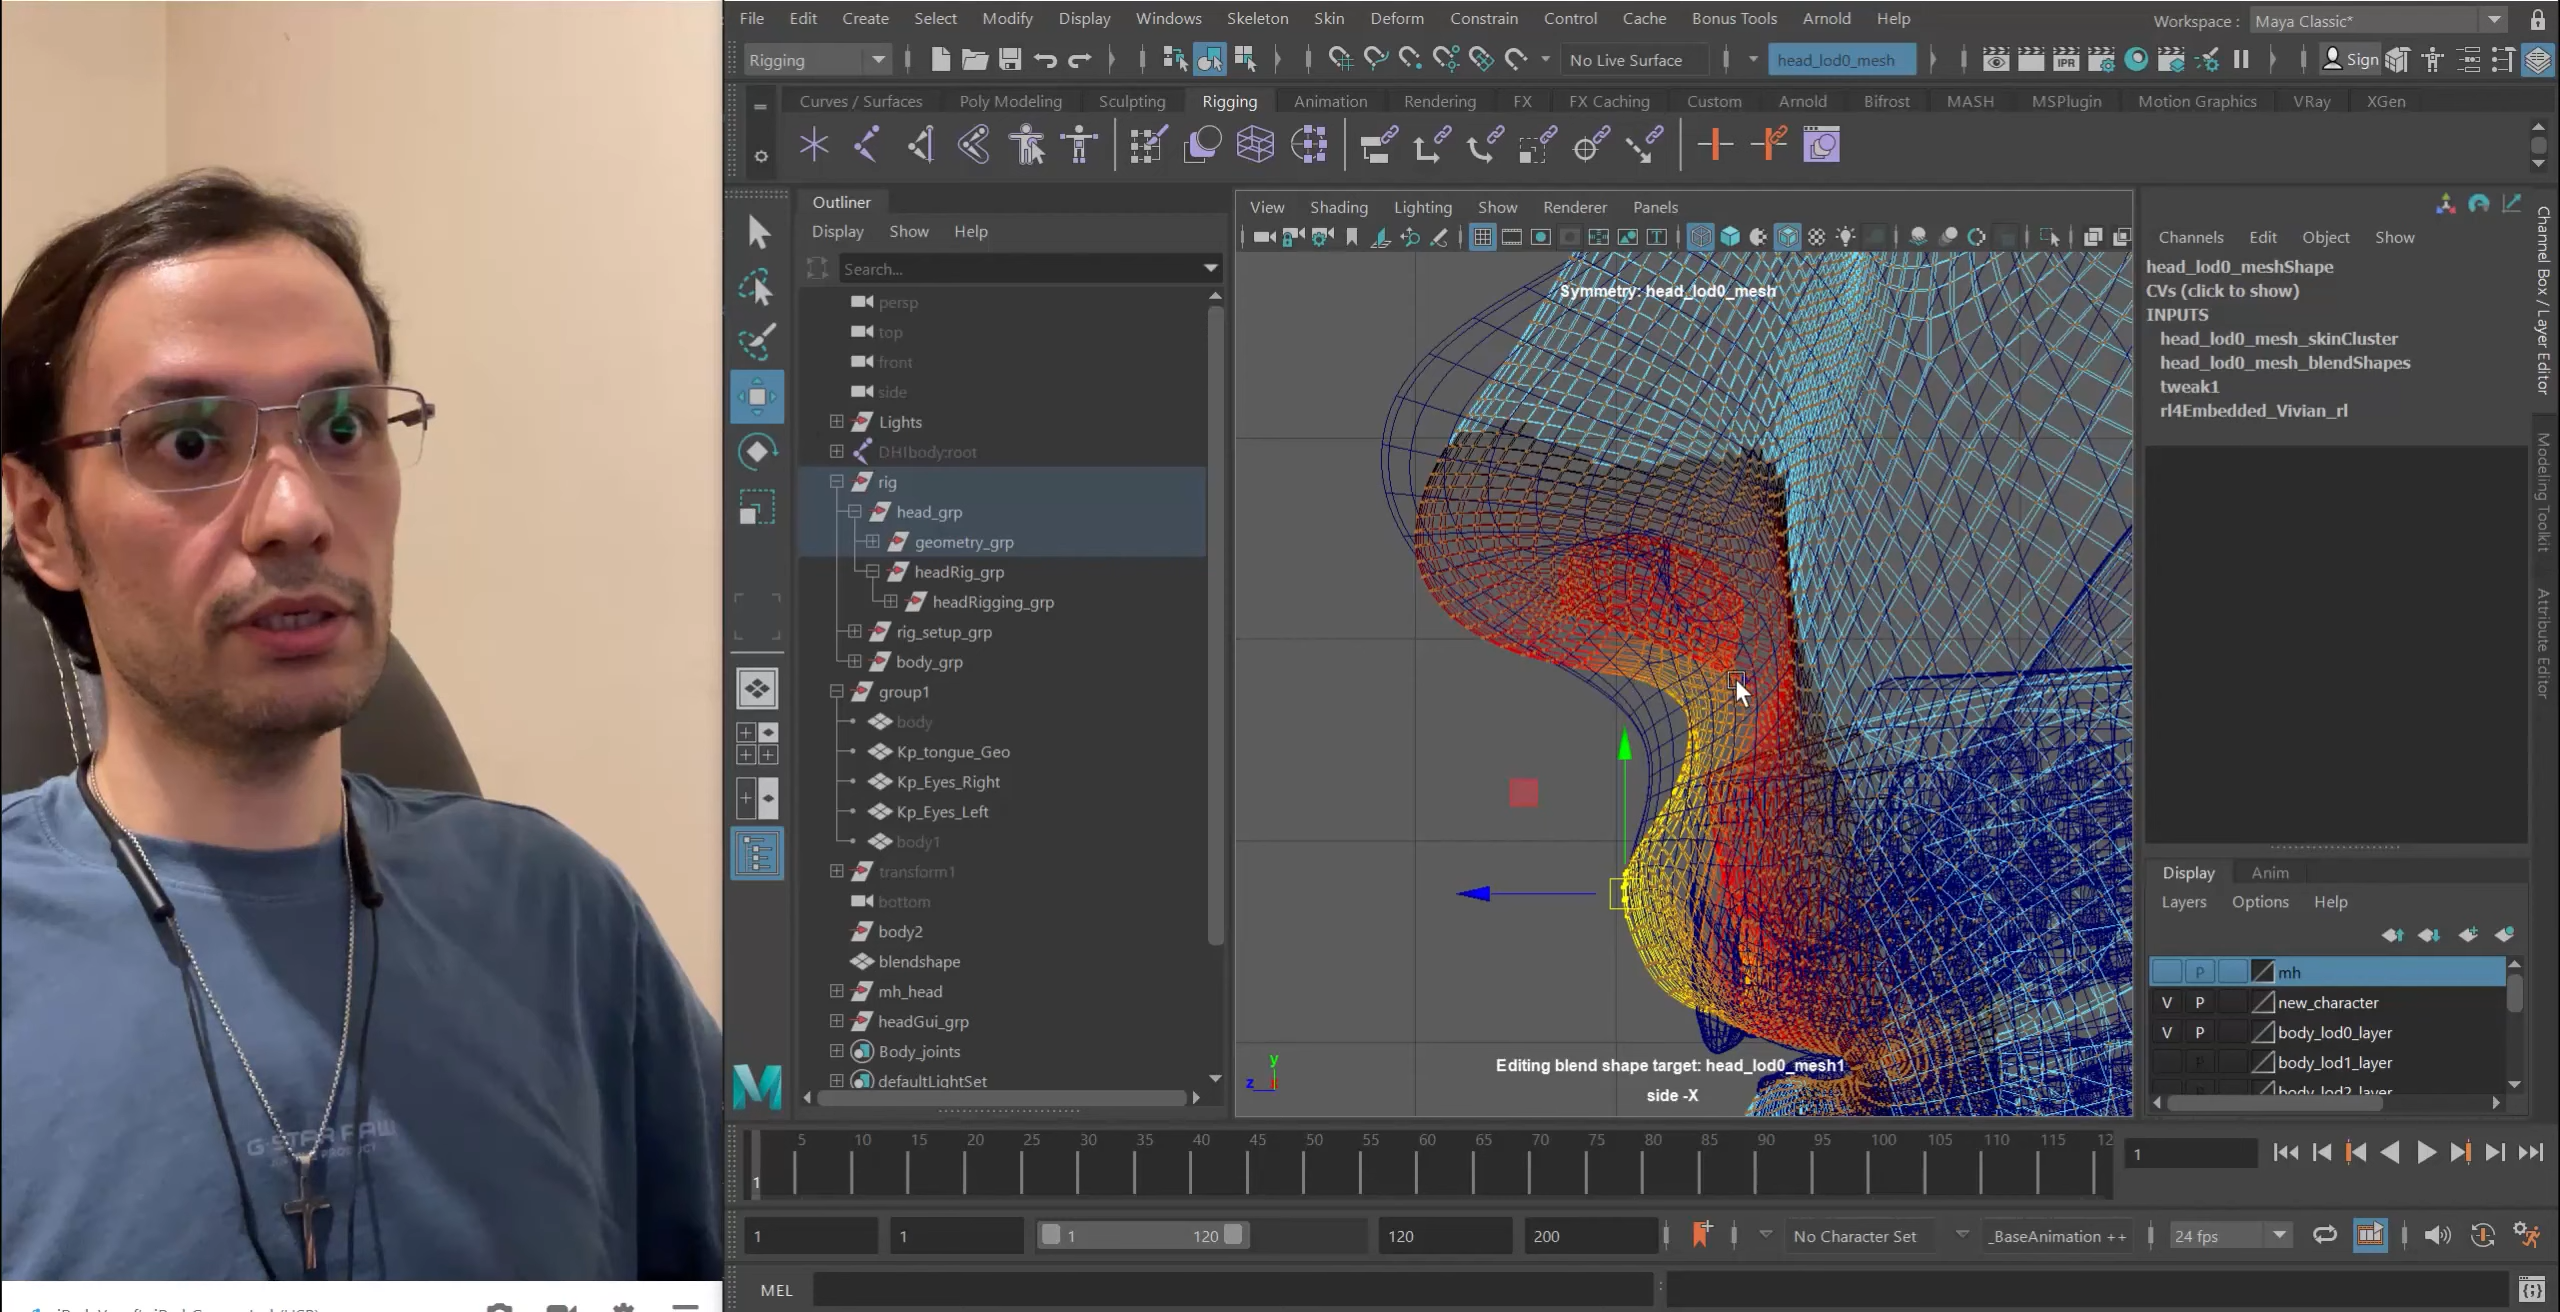 File Edit Create Select Modify Display Windows Skeleton Skin Deform Constrain Control Cache Bonus Tools Arnold Help
Workspace : Maya Classic*
Rigging No Live Surface head_lod0_mesh IPR Sign
Curves / Surfaces Poly Modeling Sculpting Rigging Animation Rendering FX FX Caching Custom Arnold Bifrost MASH MSPlugin Motion Graphics VRay XGen
Outliner
Display Show Help
Search...
persp
top
front
side
Lights
DHIbody:root
rig
head_grp
geometry_grp
headRig_grp
headRigging_grp
rig_setup_grp
body_grp
group1
body
Kp_tongue_Geo
Kp_Eyes_Right
Kp_Eyes_Left
body1
transform1
bottom
body2
blendshape
mh_head
headGui_grp
Body_joints
defaultLightSet
View Shading Lighting Show Renderer Panels
Symmetry: head_lod0_mesh
y
z
Editing blend shape target: head_lod0_mesh1
side -X
Channels Edit Object Show
head_lod0_meshShape
CVs (click to show)
INPUTS
head_lod0_mesh_skinCluster
head_lod0_mesh_blendShapes
tweak1
rl4Embedded_Vivian_rl
Channel Box / Layer Editor
Modeling Toolkit
Attribute Editor
Display Anim
Layers Options Help
P mh
V P new_character
V P body_lod0_layer
P body_lod1_layer
body_lod2_layer
5 10 15 20 25 30 35 40 45 50 55 60 65 70 75 80 85 90 95 100 105 110 115 12
1
1
1 1 1 120 120 200 No Character Set _BaseAnimation ++ 24 fps
MEL
G-STAR RAW